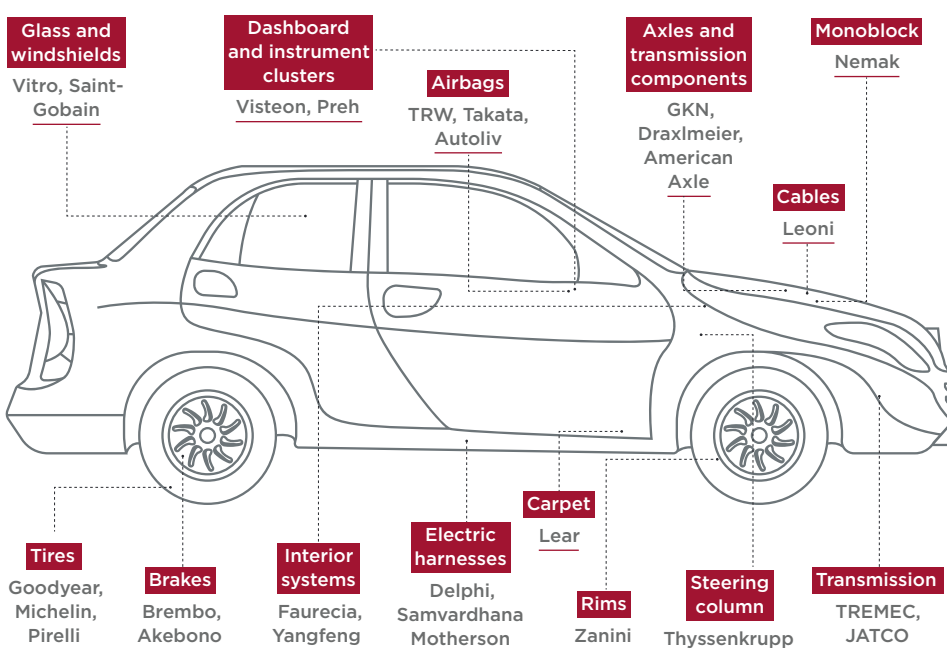 Glass and
windshields
Vitro, Saint-
Gobain
Dashboard
and instrument
clusters
Visteon, Preh
Airbags
TRW, Takata,
Autoliv
Axles and
transmission
components
GKN,
Draxlmeier,
American
Axle
Monoblock
Nemak
Cables
Leoni
Tires
Goodyear,
Michelin,
Pirelli
Brakes
Brembo,
Akebono
Interior
systems
Faurecia,
Yangfeng
Electric
harnesses
Delphi,
Samvardhana
Motherson
Carpet
Lear
Rims
Zanini
Steering
column
Thyssenkrupp
Transmission
TREMEC,
JATCO